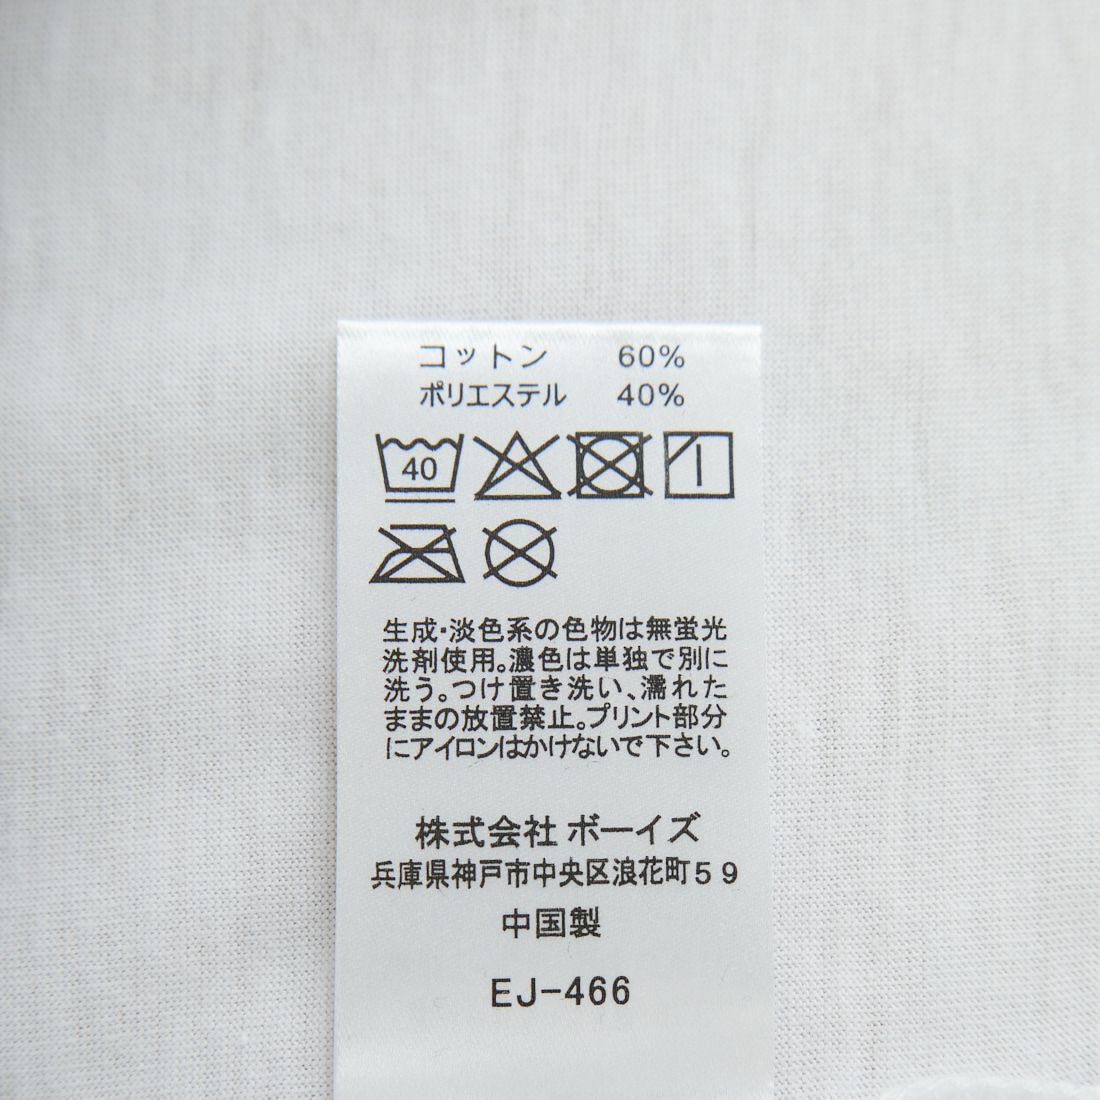 コットン 60%
ポリエステル 40%
40
生成・淡色系の色物は無蛍光
洗剤使用。濃色は単独で別に
洗う。つけ置き洗い、濡れた
ままの放置禁止。プリント部分
にアイロンはかけないで下さい。
株式会社 ボーイズ
兵庫県神戸市中央区浪花町59
中国製
EJ-466